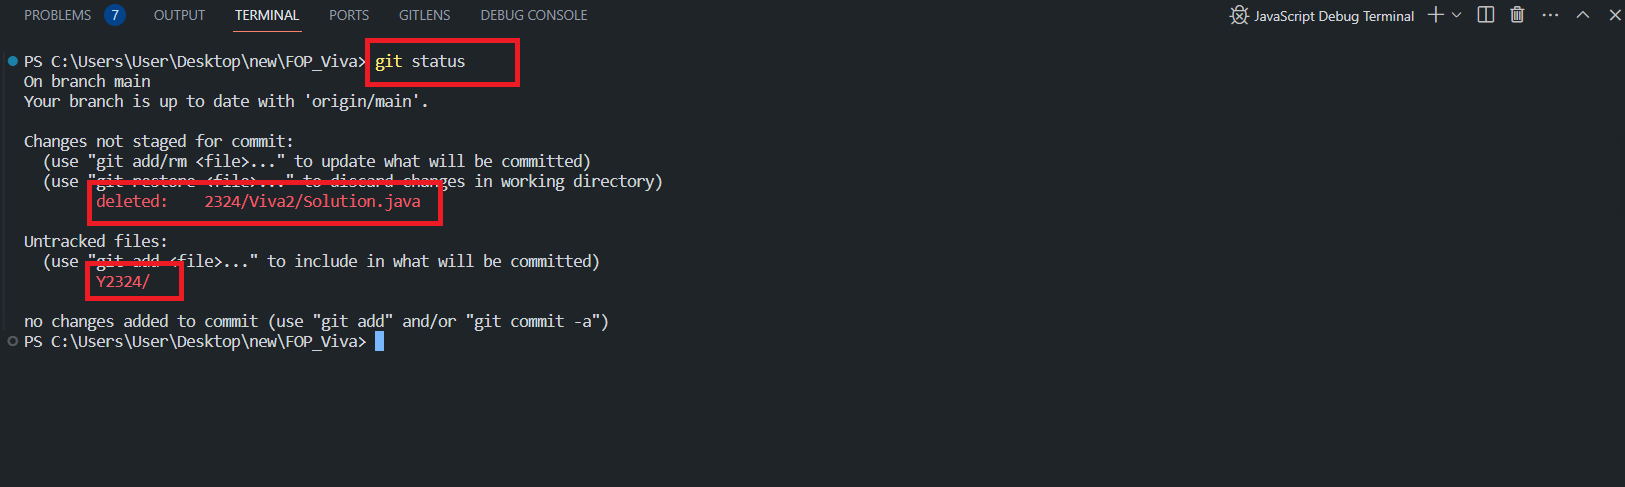 PROBLEMS 7 OUTPUT TERMINAL PORTS GITLENS DEBUG CONSOLE JavaScript Debug Terminal
PS C:\Users\User\Desktop\new\FOP_Viva> git status
On branch main
Your branch is up to date with 'origin/main'.
Changes not staged for commit:
(use "git add/rm <file>..." to update what will be committed)
(use "git restore <file>..." to discard changes in working directory)
deleted: 2324/Viva2/Solution.java
Untracked files:
(use "git add <file>..." to include in what will be committed)
Y2324/
no changes added to commit (use "git add" and/or "git commit -a")
PS C:\Users\User\Desktop\new\FOP_Viva>